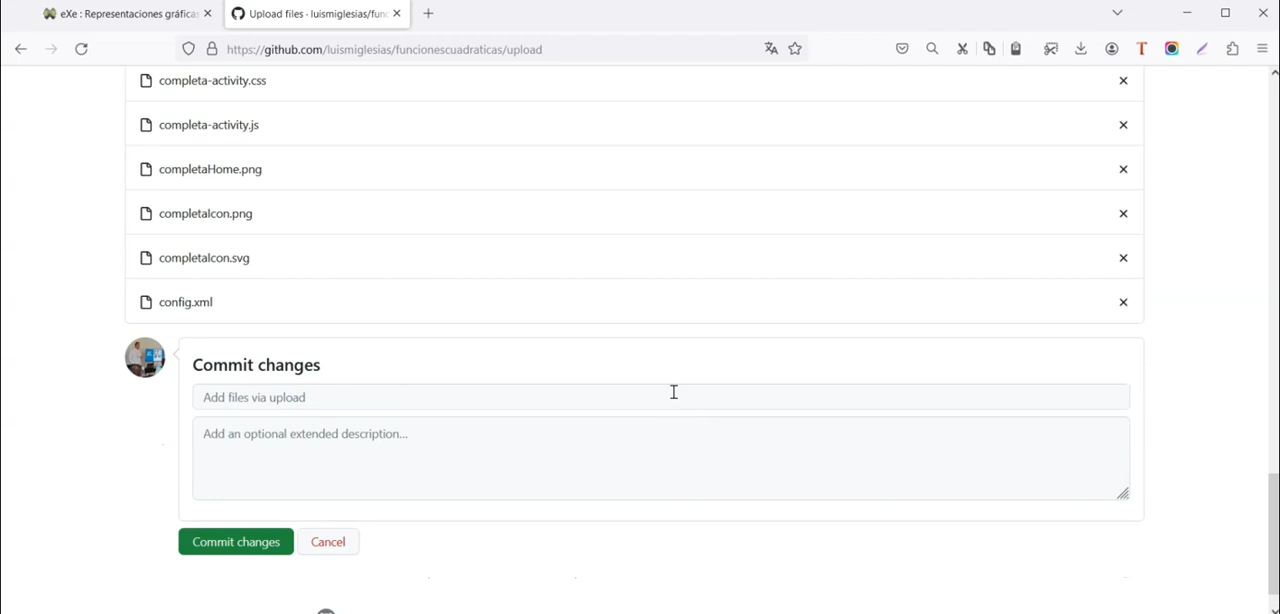 eXe : Representaciones gráficas
Upload files · luismiglesias/func
https://github.com/luismiglesias/funcionescuadraticas/upload
completa-activity.css
completa-activity.js
completaHome.png
completaIcon.png
completaIcon.svg
config.xml
Commit changes
Add files via upload
Add an optional extended description...
Commit changes
Cancel